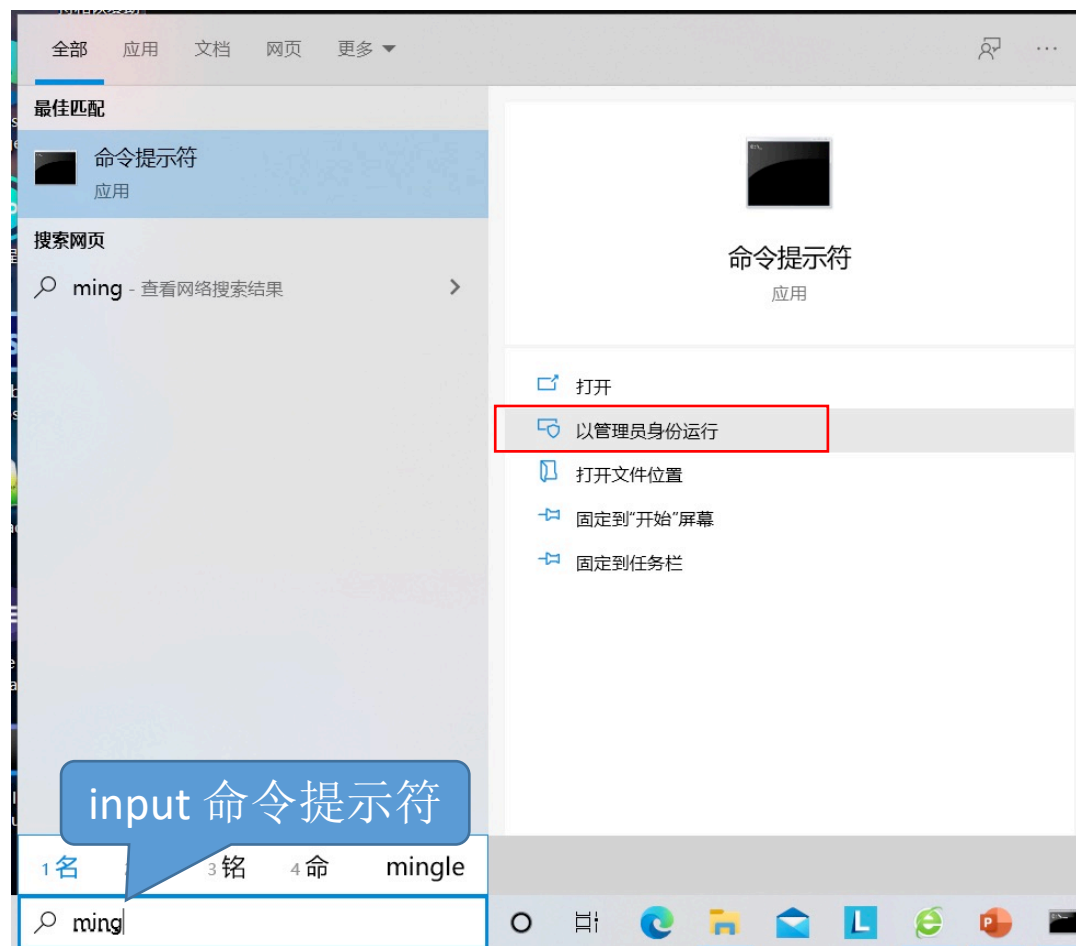 全部 应用 文档 网页 更多
最佳匹配
命令提示符
应用
搜索网页
ming - 查看网络搜索结果
命令提示符
应用
打开
以管理员身份运行
打开文件位置
固定到“开始”屏幕
固定到任务栏
input 命令提示符
1 名 3 铭 4 命 mingle
ming